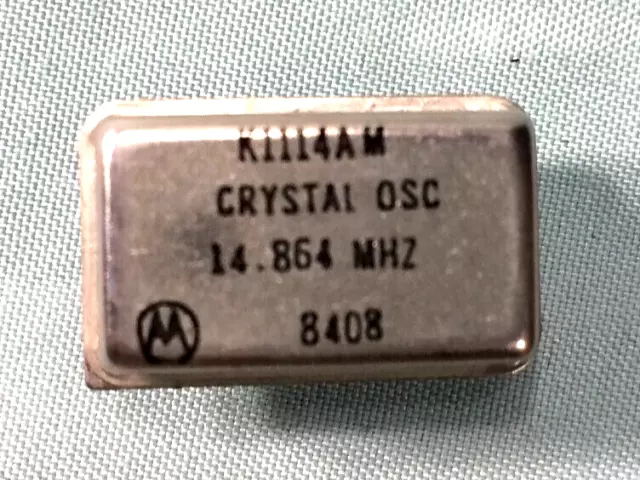 K1114AM
CRYSTAL OSC
14.864 MHZ
M 8408